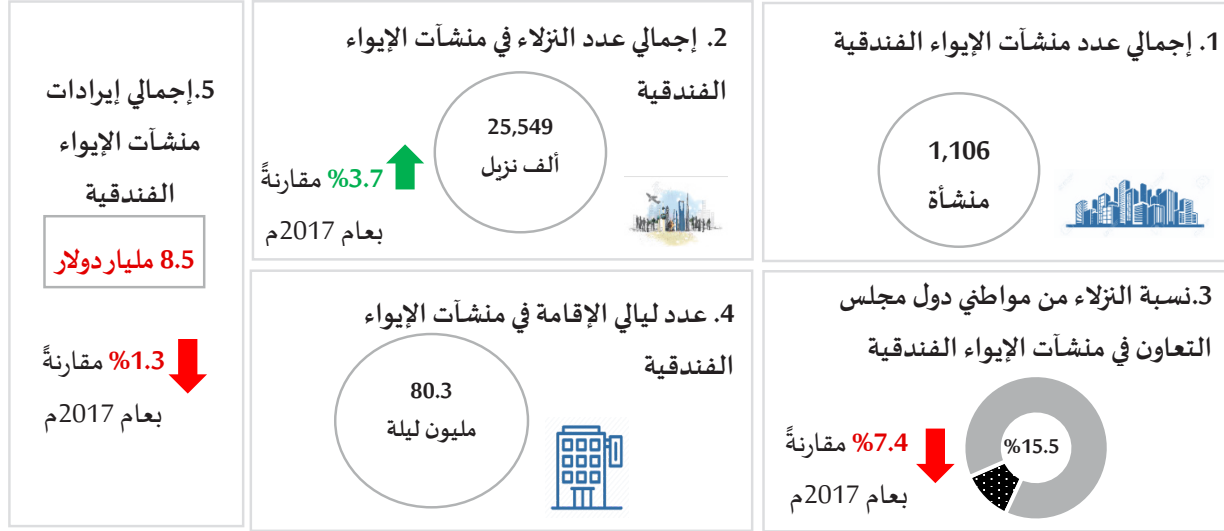 1. إجمالي عدد منشآت الإيواء الفندقية
1,106
منشأة
2. إجمالي عدد النزلاء في منشآت الإيواء
الفندقية
25,549
ألف نزيل
%3.7 مقارنةً
بعام 2017م
3.نسبة النزلاء من مواطني دول مجلس
التعاون في منشآت الإيواء الفندقية
%15.5
%7.4 مقارنةً
بعام 2017م
4. عدد ليالي الإقامة في منشآت الإيواء
الفندقية
80.3
مليون ليلة
5.إجمالي إيرادات
منشآت الإيواء
الفندقية
8.5 مليار دولار
%1.3 مقارنةً
بعام 2017م